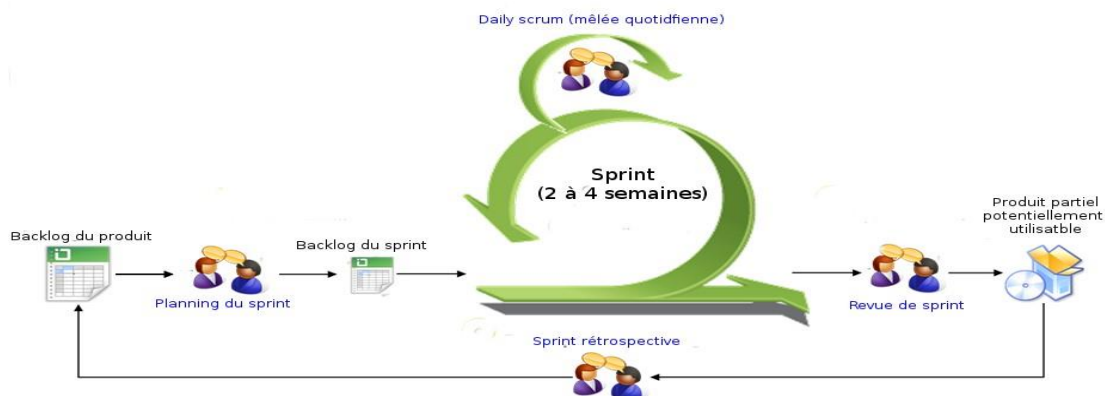 Daily scrum (mêlée quotidfienne)
Sprint
(2 à 4 semaines)
Backlog du produit
Planning du sprint
Backlog du sprint
Revue de sprint
Produit partiel
potentiellement
utilisatble
Sprint rétrospective